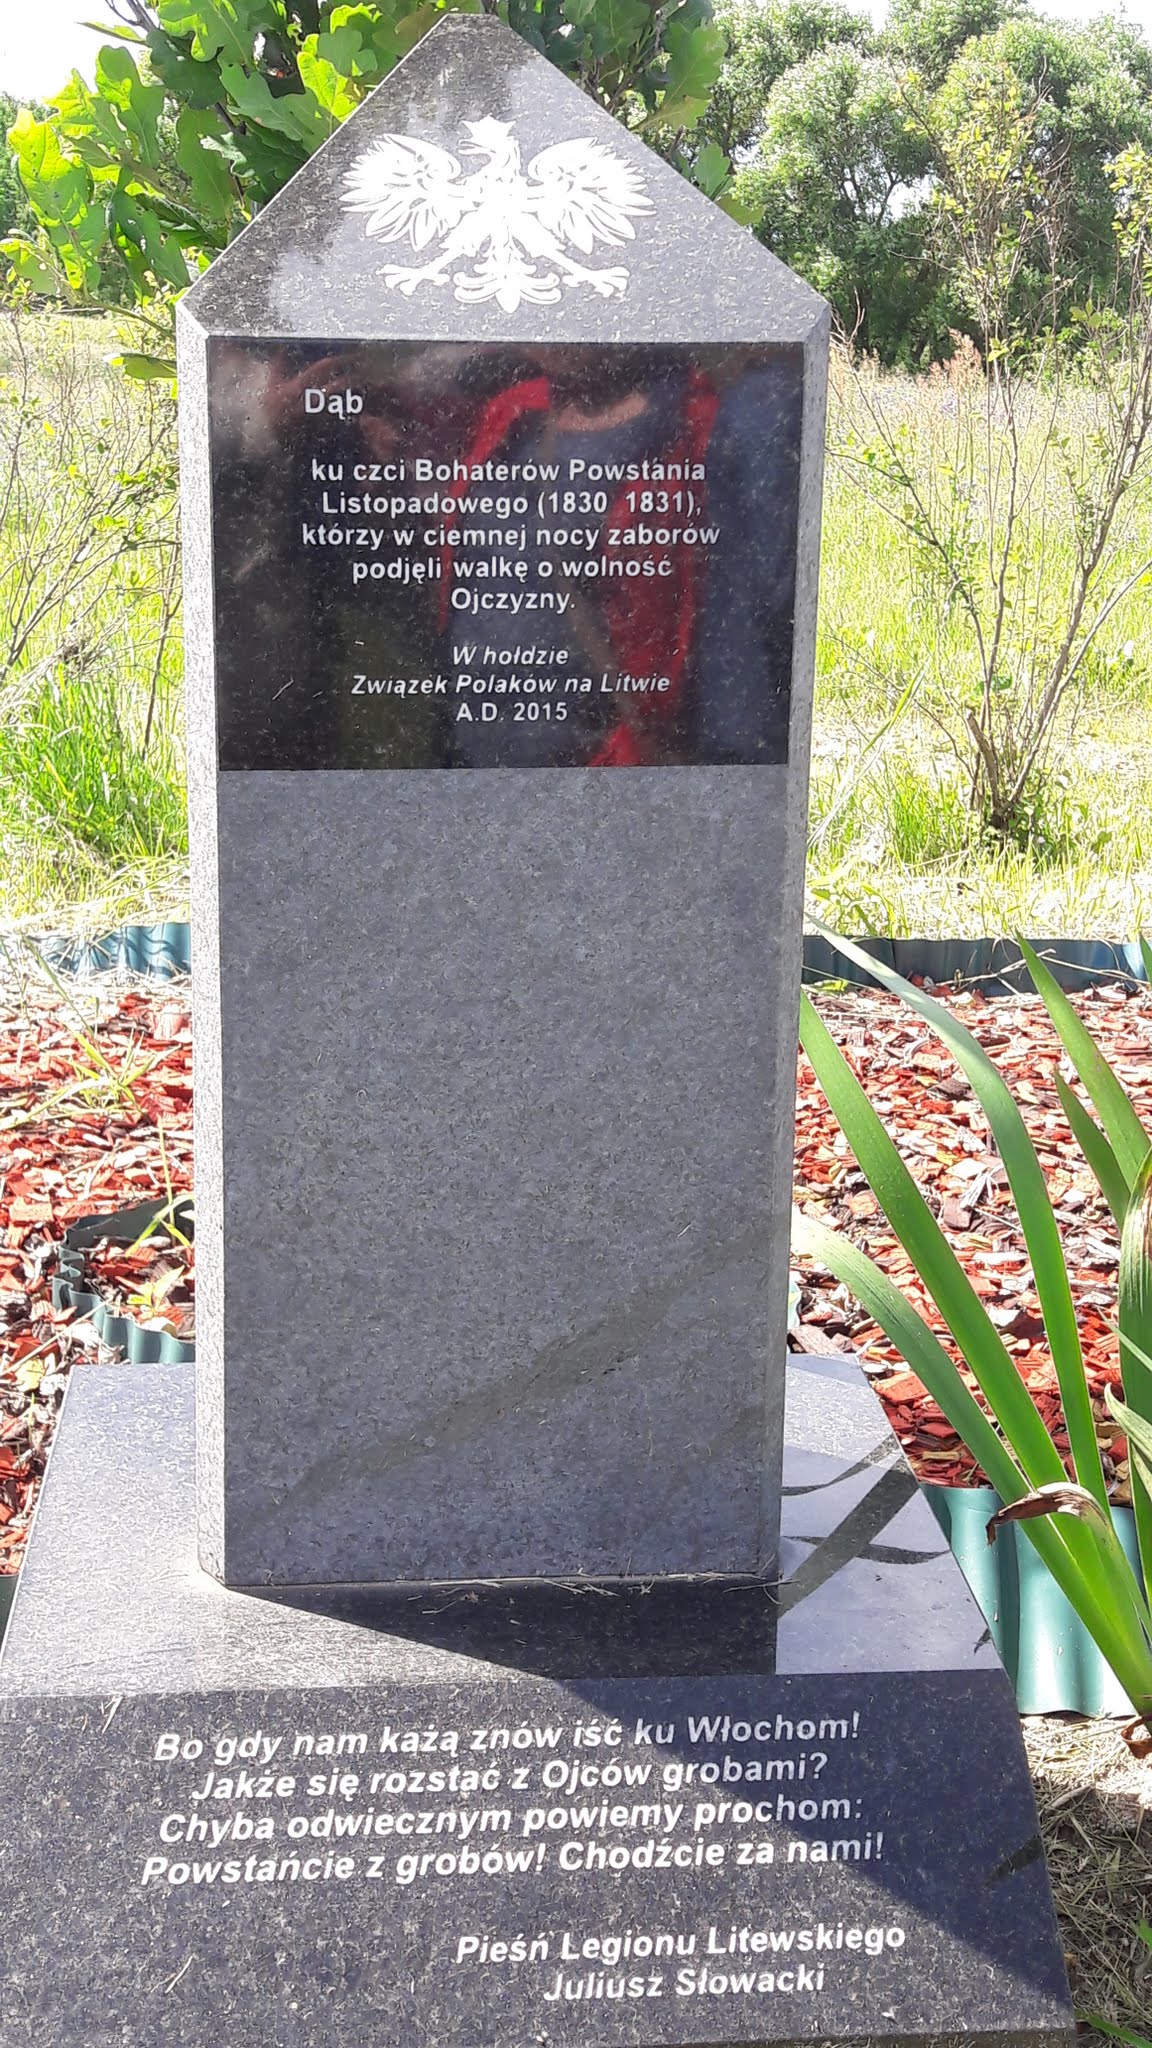 Dąb
ku czci Bohaterów Powstania
Listopadowego (1830 1831),
którzy w ciemnej nocy zaborów
podjęli walkę o wolność
Ojczyzny.
W hołdzie
Związek Polaków na Litwie
A.D. 2015
Bo gdy nam każą znów iść ku Włochom!
Jakże się rozstać z Ojców grobami?
Chyba odwiecznym powiemy prochom:
Powstańcie z grobów! Chodźcie za nami!
Pieśń Legionu Litewskiego
Juliusz Słowacki